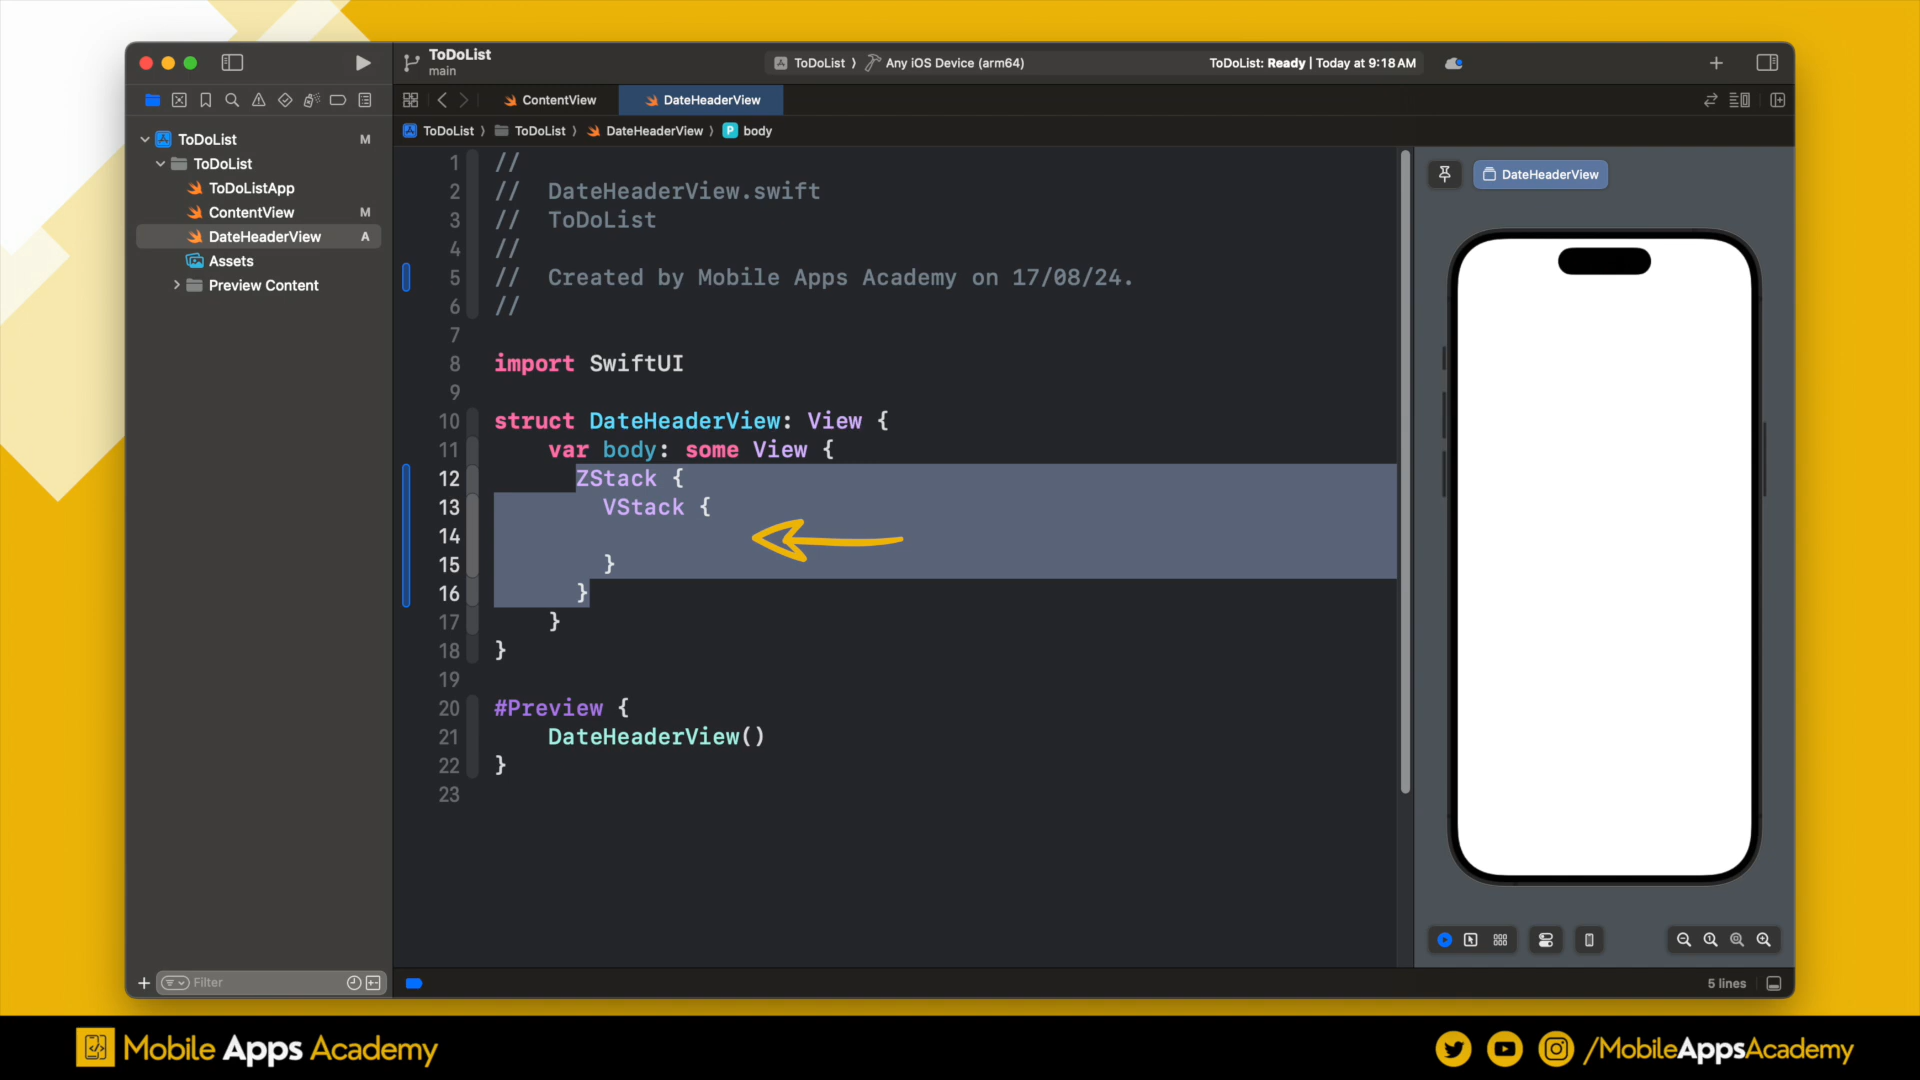 ToDoList
main
ToDoList
Any iOS Device (arm64)
ToDoList: Ready | Today at 9:18 AM
ContentView
DateHeaderView
ToDoList
ToDoList
DateHeaderView
P
body
ToDoList M
ToDoList
ToDoListApp
ContentView M
DateHeaderView A
Assets
Preview Content
1 //
2 //  DateHeaderView.swift
3 //  ToDoList
4 //
5 //  Created by Mobile Apps Academy on 17/08/24.
6 //
7
8 import SwiftUI
9
10 struct DateHeaderView: View {
11     var body: some View {
12       ZStack {
13         VStack {
14
15         }
16       }
17     }
18 }
19
20 #Preview {
21     DateHeaderView()
22 }
23
DateHeaderView
Filter
5 lines
Mobile Apps Academy
/MobileAppsAcademy